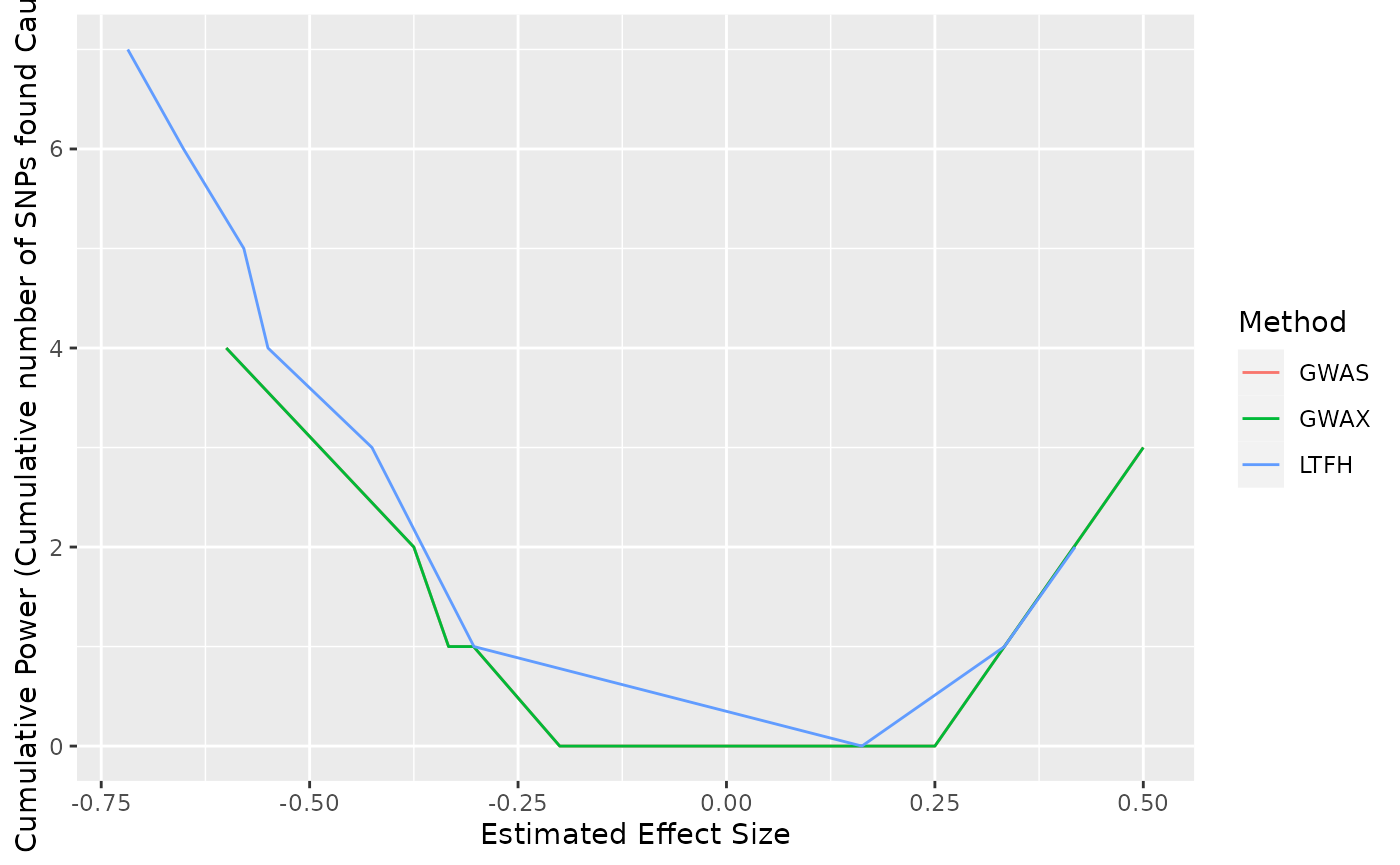 Cumulative Power (Cumulative number of SNPs found
6
4
2
0
-0.75 -0.50 -0.25 0.00 0.25 0.50
Estimated Effect Size
Method
GWAS
GWAX
LTFH